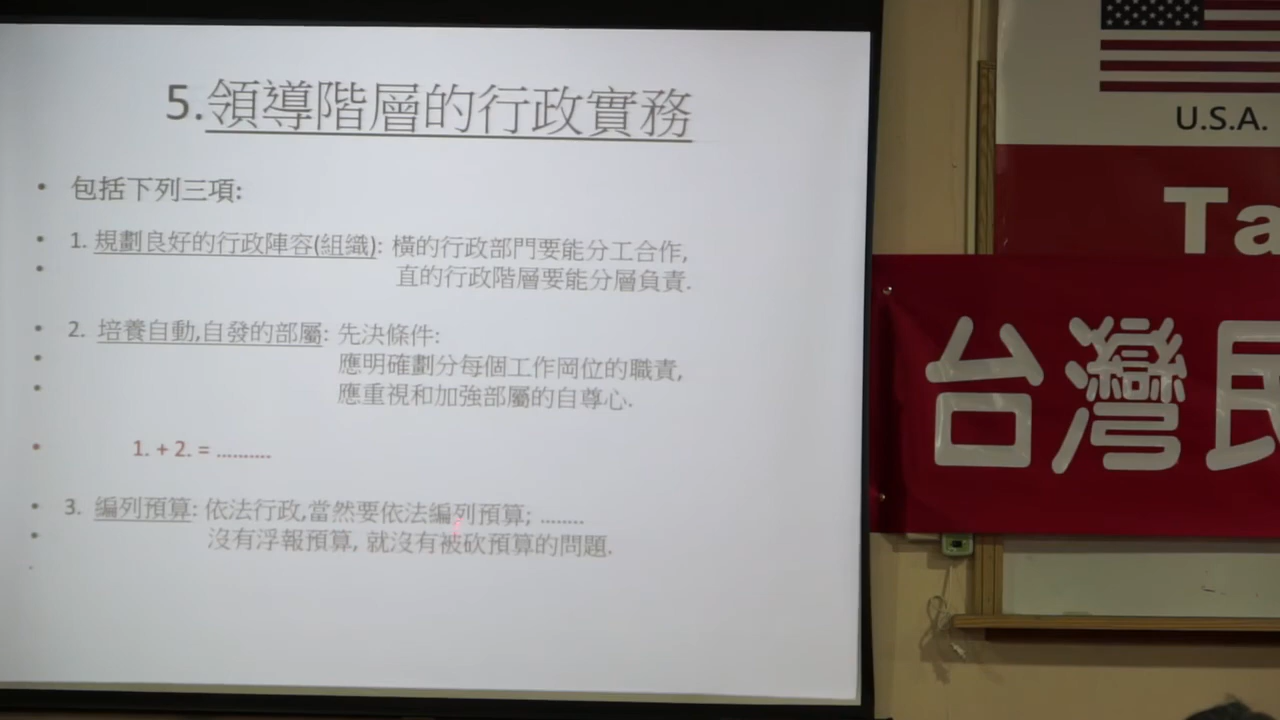 5.領導階層的行政實務
• 包括下列三項:
• 1. 規劃良好的行政陣容(組織): 橫的行政部門要能分工合作,
• 直的行政階層要能分層負責.
• 2. 培養自動,自發的部屬: 先決條件:
• 應明確劃分每個工作岡位的職責,
• 應重視和加強部屬的自尊心.
• 1. + 2. = ..........
• 3. 編列預算: 依法行政,當然要依法編列預算; ........
• 沒有浮報預算, 就沒有被砍預算的問題.
U.S.A.
Ta
台灣民